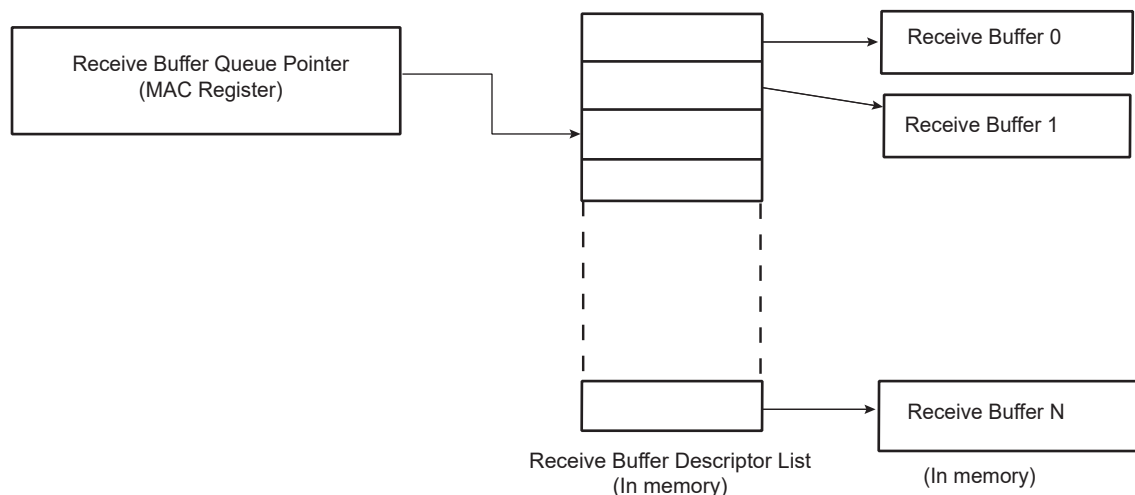 Receive Buffer Queue Pointer
(MAC Register)
Receive Buffer 0
Receive Buffer 1
Receive Buffer N
Receive Buffer Descriptor List
(In memory)
(In memory)